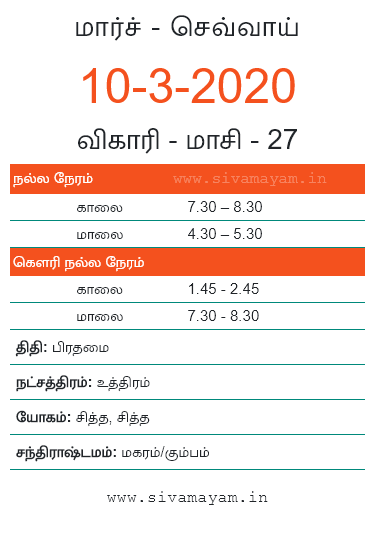 மார்ச் - செவ்வாய்
10-3-2020
விகாரி - மாசி - 27
நல்ல நேரம் www.sivamayam.in
காலை 7.30 – 8.30
மாலை 4.30 – 5.30
கௌரி நல்ல நேரம்
காலை 1.45 - 2.45
மாலை 7.30 - 8.30
திதி: பிரதமை
நட்சத்திரம்: உத்திரம்
யோகம்: சித்த, சித்த
சந்திராஷ்டமம்: மகரம்/கும்பம்
www.sivamayam.in